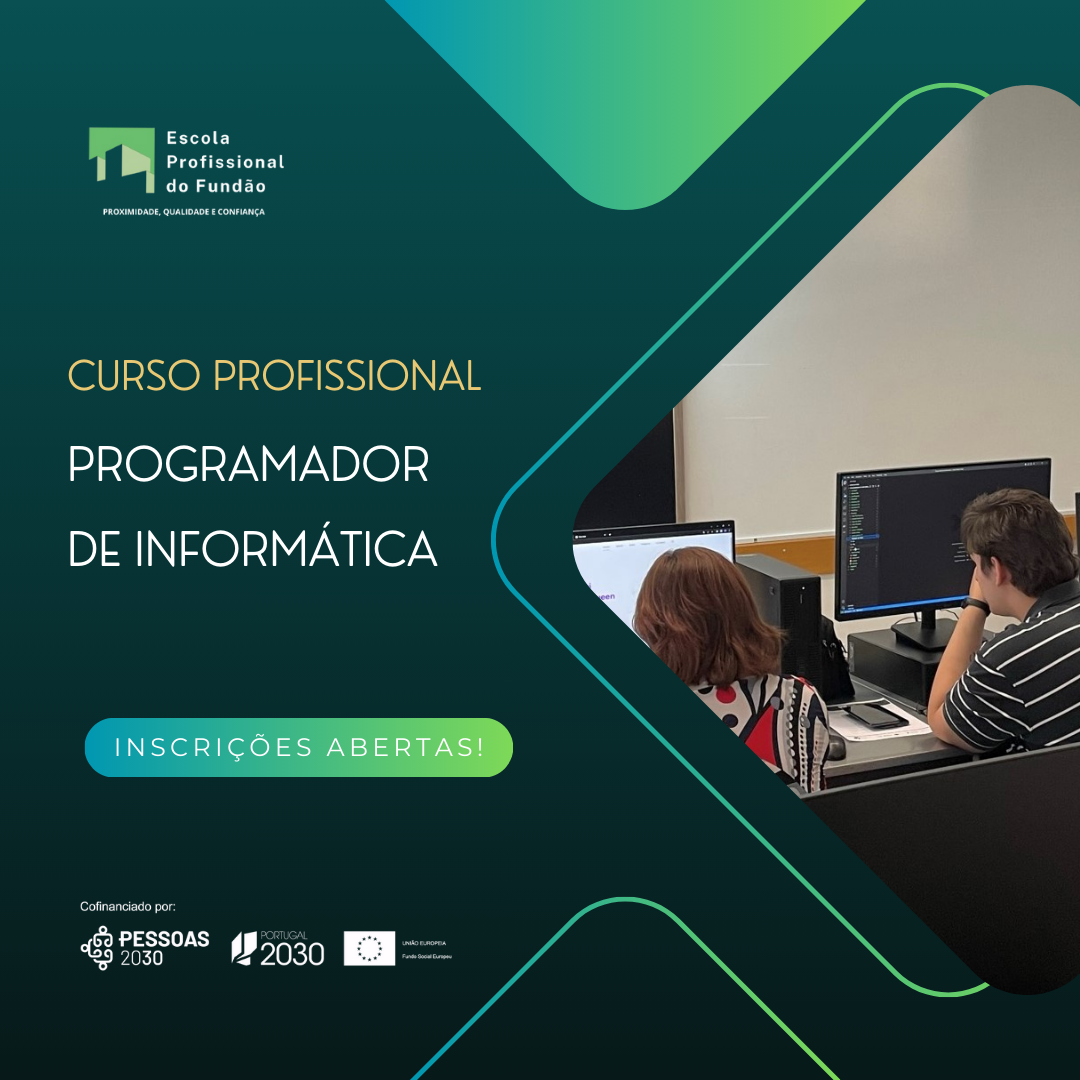 Escola
Profissional
do Fundão
PROXIMIDADE, QUALIDADE E CONFIANÇA
CURSO PROFISSIONAL
PROGRAMADOR
DE INFORMÁTICA
INSCRIÇÕES ABERTAS!
Cofinanciado por:
PESSOAS
2030
PORTUGAL
2030
UNIÃO EUROPEIA
Fundo Social Europeu